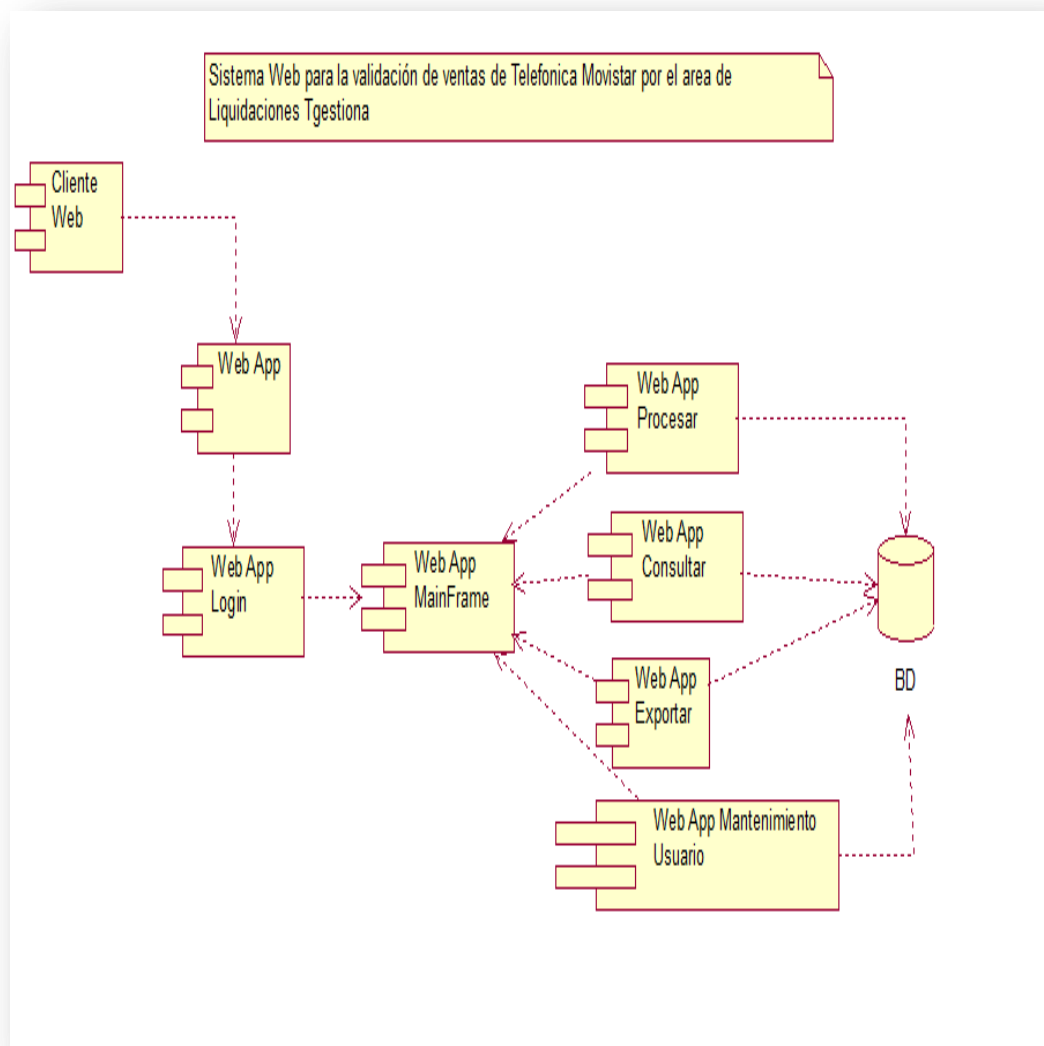 Sistema Web para la validación de ventas de Telefonica Movistar por el area de
Liquidaciones Tgestiona
Cliente
Web
Web App
Web App
Procesar
Web App
Consultar
Web App
Login
Web App
MainFrame
Web App
Exportar
BD
Web App Mantenimiento
Usuario